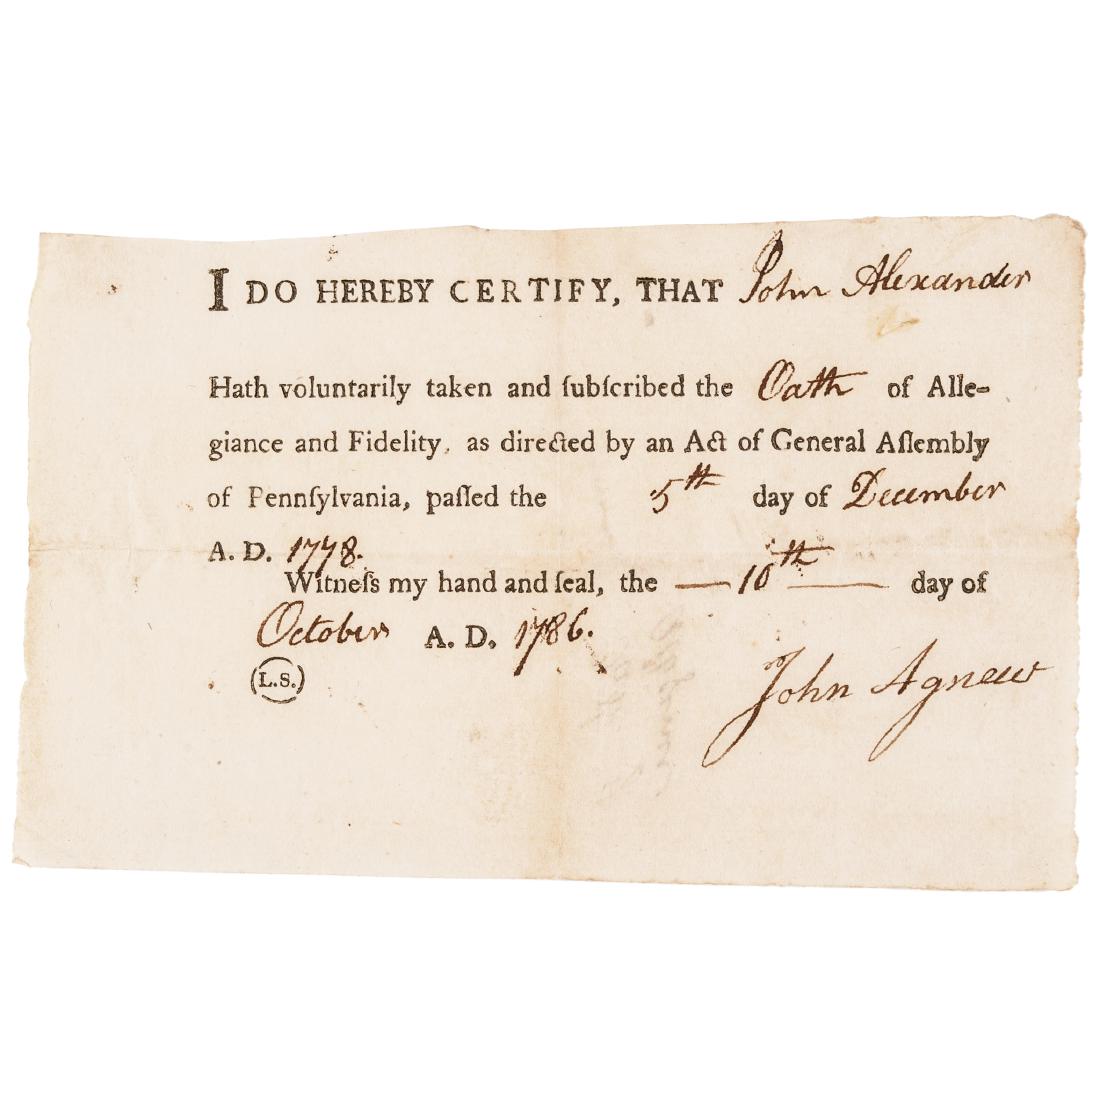 I DO HEREBY CERTIFY, THAT John Alexander
Hath voluntarily taken and ſubſcribed the Oath of Alle-
giance and Fidelity, as directed by an Act of General Aſſembly
of Pennſylvania, paſſed the 5th day of December
A. D. 1778.
Witneſs my hand and ſeal, the — 10th — day of
October A. D. 1786.
(L.S.)
John Agnew